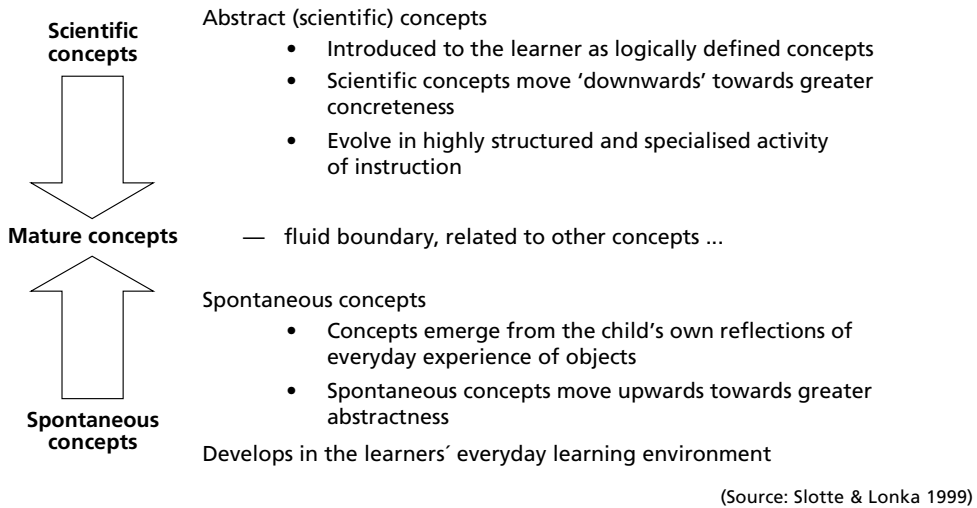 Scientific
concepts
Abstract (scientific) concepts
• Introduced to the learner as logically defined concepts
• Scientific concepts move ‘downwards’ towards greater
concreteness
• Evolve in highly structured and specialised activity
of instruction
Mature concepts
— fluid boundary, related to other concepts ...
Spontaneous concepts
• Concepts emerge from the child’s own reflections of
everyday experience of objects
• Spontaneous concepts move upwards towards greater
abstractness
Spontaneous
concepts
Develops in the learners´ everyday learning environment
(Source: Slotte & Lonka 1999)